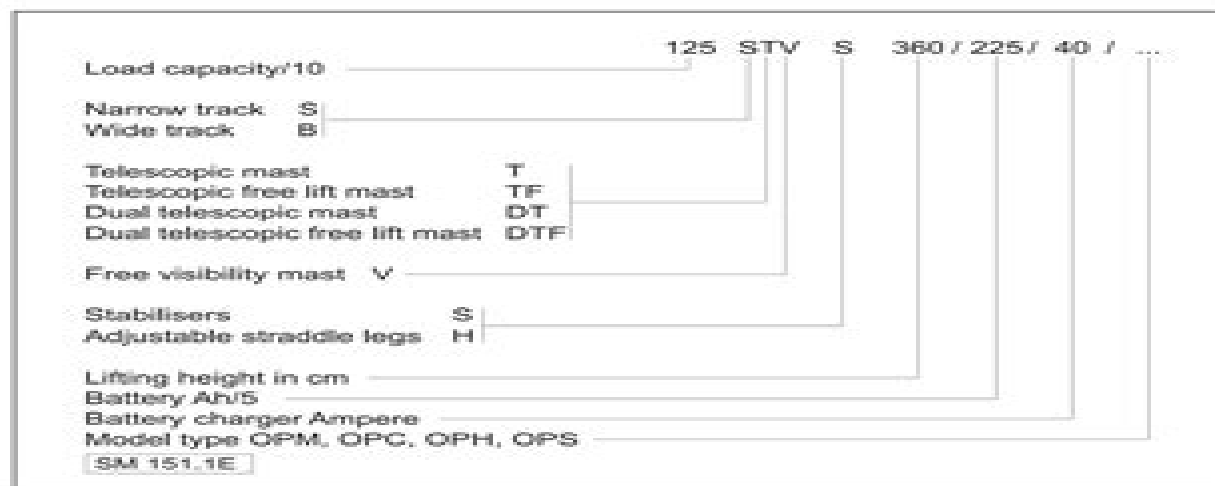 125 STV S 360 / 225 / 40 / ...
Load capacity/10
Narrow track S
Wide track B
Telescopic mast T
Telescopic free lift mast TF
Dual telescopic mast DT
Dual telescopic free lift mast DTF
Free visibility mast V
Stabilisers S
Adjustable straddle legs H
Lifting height in cm
Battery Ah/5
Battery charger Ampere
Model type OPM, OPC, OPH, OPS
SM 151.1E